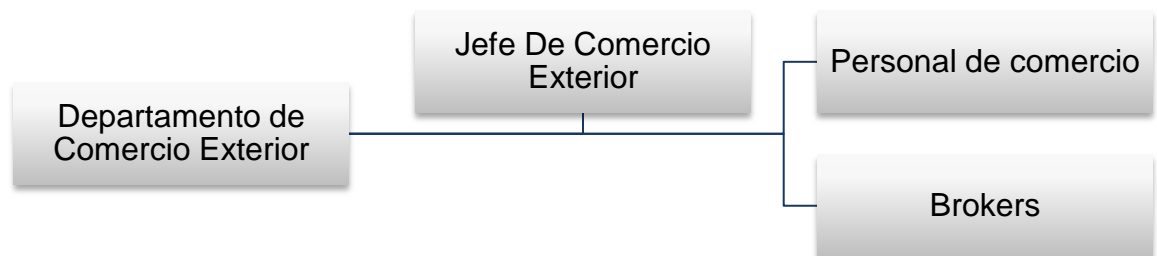 Departamento de
Comercio Exterior
Jefe De Comercio
Exterior
Personal de comercio
Brokers